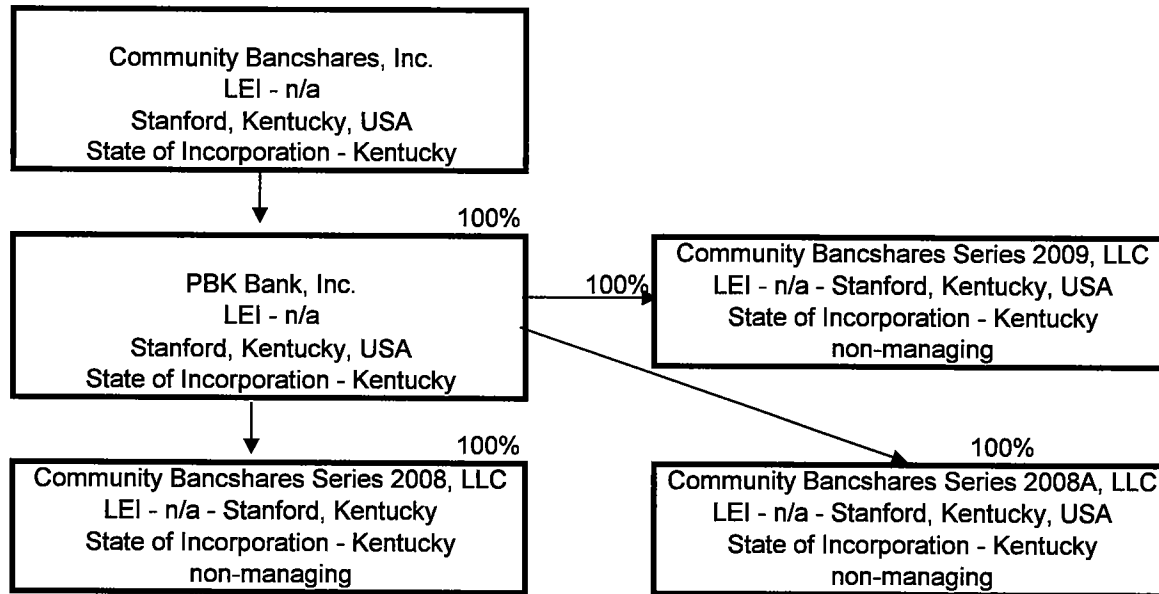 Community Bancshares, Inc.
LEI - n/a
Stanford, Kentucky, USA
State of Incorporation - Kentucky
100%
PBK Bank, Inc.
LEI - n/a
Stanford, Kentucky, USA
State of Incorporation - Kentucky
100%
Community Bancshares Series 2009, LLC
LEI - n/a - Stanford, Kentucky, USA
State of Incorporation - Kentucky
non-managing
100%
Community Bancshares Series 2008, LLC
LEI - n/a - Stanford, Kentucky
State of Incorporation - Kentucky
non-managing
100%
Community Bancshares Series 2008A, LLC
LEI - n/a - Stanford, Kentucky, USA
State of Incorporation - Kentucky
non-managing